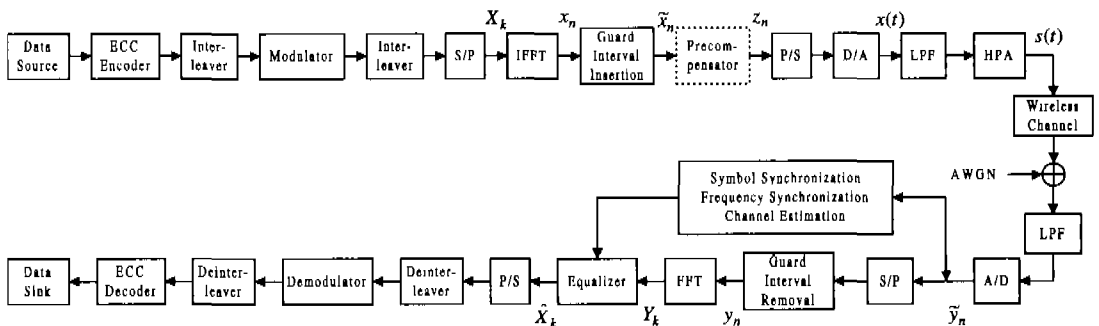 X_k
x_n
x̃_n
z_n
x(t)
s(t)
Data
Source
ECC
Encoder
Inter-
leaver
Modulator
Inter-
leaver
S/P
IFFT
Guard
Interval
Insertion
Precom-
pensator
P/S
D/A
LPF
HPA
Wireless
Channel
AWGN
LPF
Symbol Synchronization
Frequency Synchronization
Channel Estimation
Data
Sink
ECC
Decoder
Deinter-
leaver
Demodulator
Deinter-
leaver
P/S
Equalizer
FFT
Guard
Interval
Removal
S/P
A/D
X̂_k
Y_k
y_n
ỹ_n